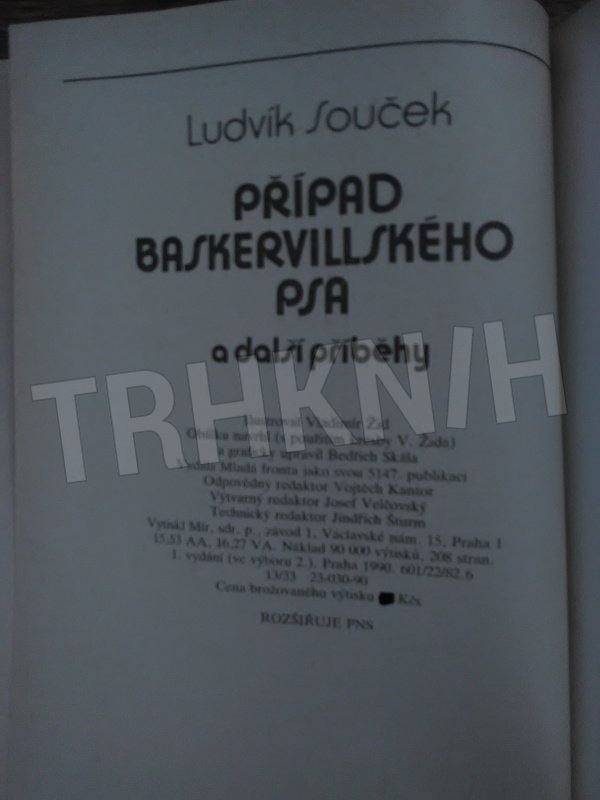 Ludvík Souček
PŘÍPAD
BASKERVILLSKÉHO
PSA
a další příběhy
TRHKNIH
Ilustroval Vladimír Žid
Obálku navrhl (s použitím kresby V. Žida)
a graficky upravil Bedřich Skála
Vydala Mladá fronta jako svou 5147. publikaci
Odpovědný redaktor Vojtěch Kantor
Výtvarný redaktor Josef Velčovský
Technický redaktor Jindřich Šturm
Vytiskl Mír, sdr. p., závod 1, Václavské nám. 15, Praha 1
15,53 AA, 16,27 VA. Náklad 90 000 výtisků, 208 stran.
1. vydání (ve výboru 2.). Praha 1990. 601/22/82.6
13/33 23-030-90
Cena brožovaného výtisku Kčs
ROZŠIŘUJE PNS